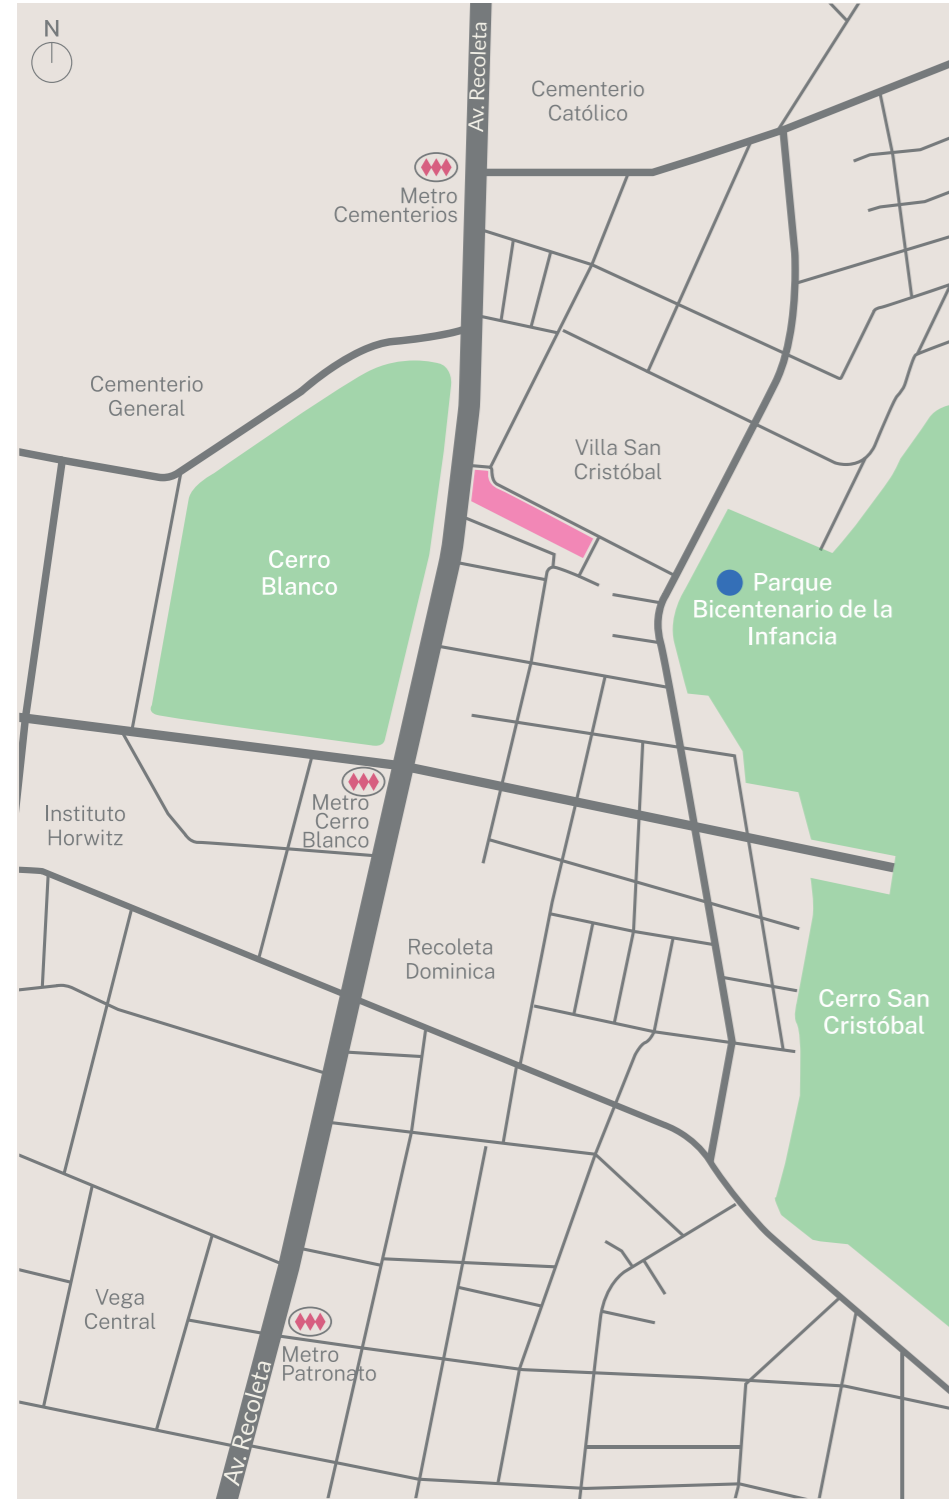 N
Av. Recoleta
Cementerio
Católico
Metro
Cementerios
Cementerio
General
Villa San
Cristóbal
Cerro
Blanco
Parque
Bicentenario de la
Infancia
Metro
Cerro
Blanco
Instituto
Horwitz
Recoleta
Dominica
Cerro San
Cristóbal
Vega
Central
Metro
Patronato
Av. Recoleta